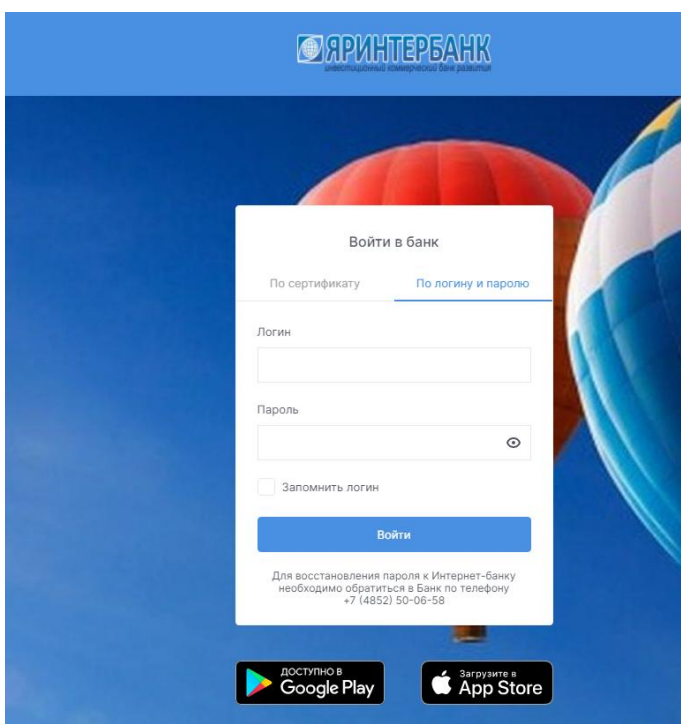 ЯРИНТЕРБАНК
инвестиционный коммерческий банк развития
Войти в банк
По сертификату По логину и паролю
Логин
Пароль
Запомнить логин
Войти
Для восстановления пароля к Интернет-банку
необходимо обратиться в Банк по телефону
+7 (4852) 50-06-58
ДОСТУПНО В
Google Play
Загрузите в
App Store